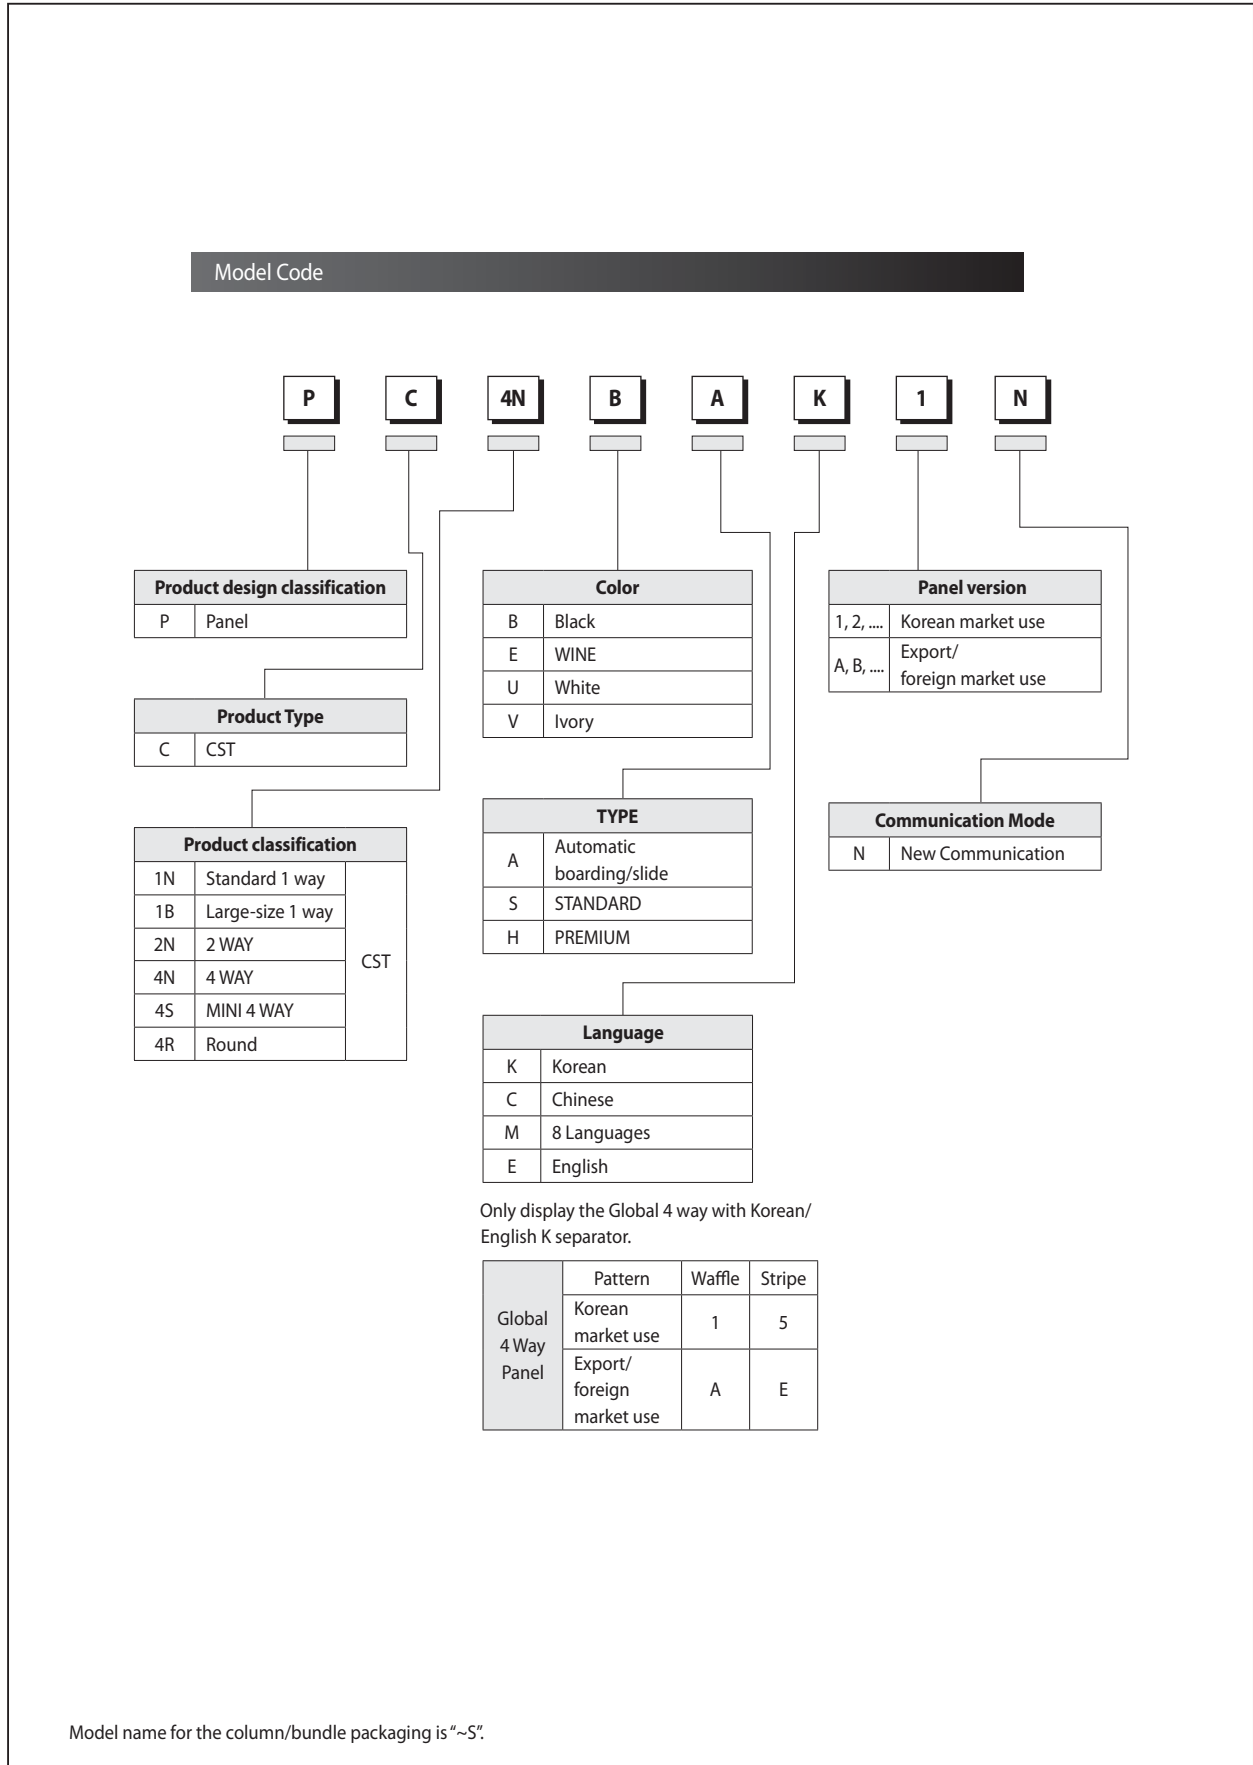 Model Code
P C 4N B A K 1 N
Product design classification
P Panel
Product Type
C CST
Product classification
1N Standard 1 way
1B Large-size 1 way
2N 2 WAY
4N 4 WAY
4S MINI 4 WAY
4R Round
CST
Color
B Black
E WINE
U White
V Ivory
TYPE
A Automatic
boarding/slide
S STANDARD
H PREMIUM
Language
K Korean
C Chinese
M 8 Languages
E English
Only display the Global 4 way with Korean/
English K separator.
Global
4 Way
Panel
Pattern Waffle Stripe
Korean
market use 1 5
Export/
foreign A E
market use
Panel version
1, 2, .... Korean market use
A, B, .... Export/
foreign market use
Communication Mode
N New Communication
Model name for the column/bundle packaging is “~S”.